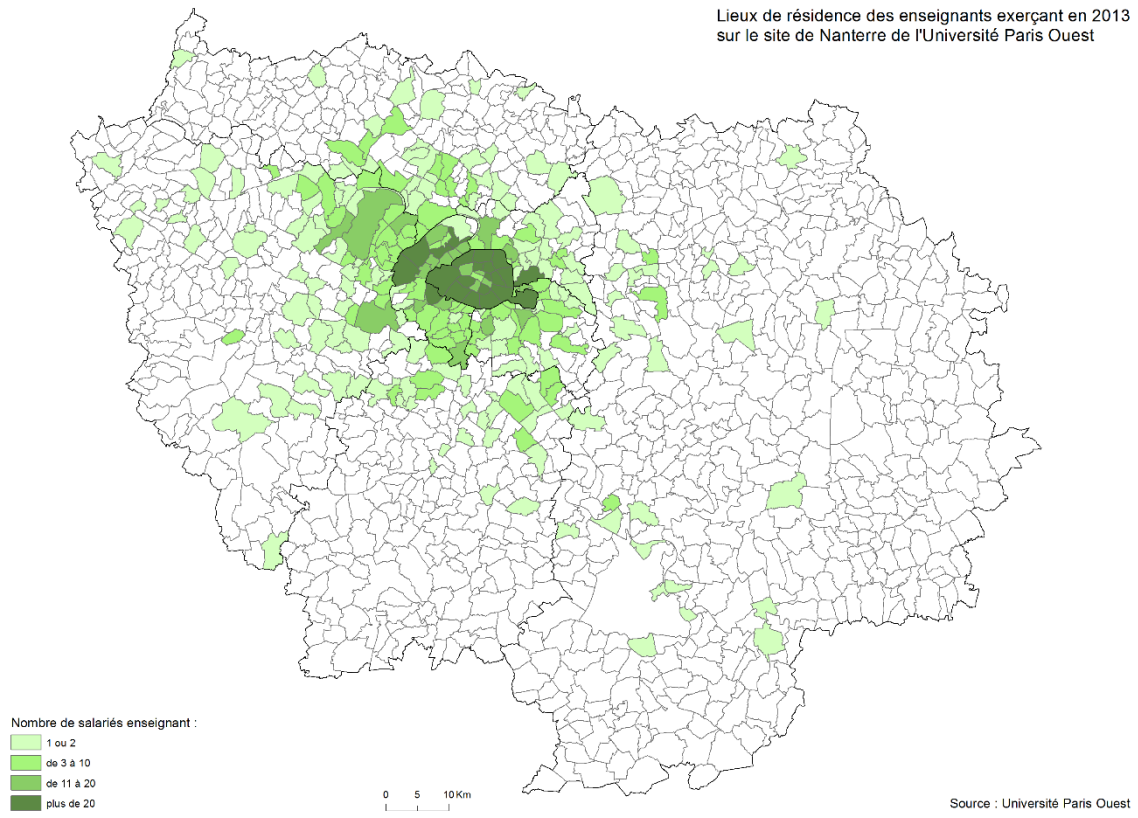 Lieux de résidence des enseignants exerçant en 2013
sur le site de Nanterre de l'Université Paris Ouest
Nombre de salariés enseignant :
1 ou 2
de 3 à 10
de 11 à 20
plus de 20
0 5 10 Km
Source : Université Paris Ouest